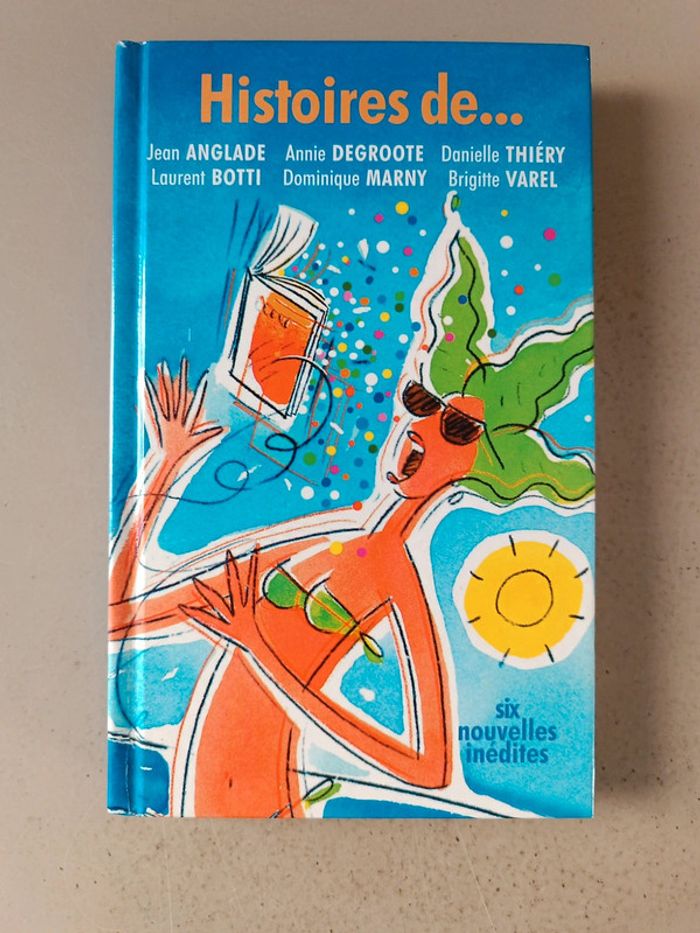 Histoires de...
Jean ANGLADE Annie DEGROOTE Danielle THIÉRY
Laurent BOTTI Dominique MARNY Brigitte VAREL
six
nouvelles
inédites